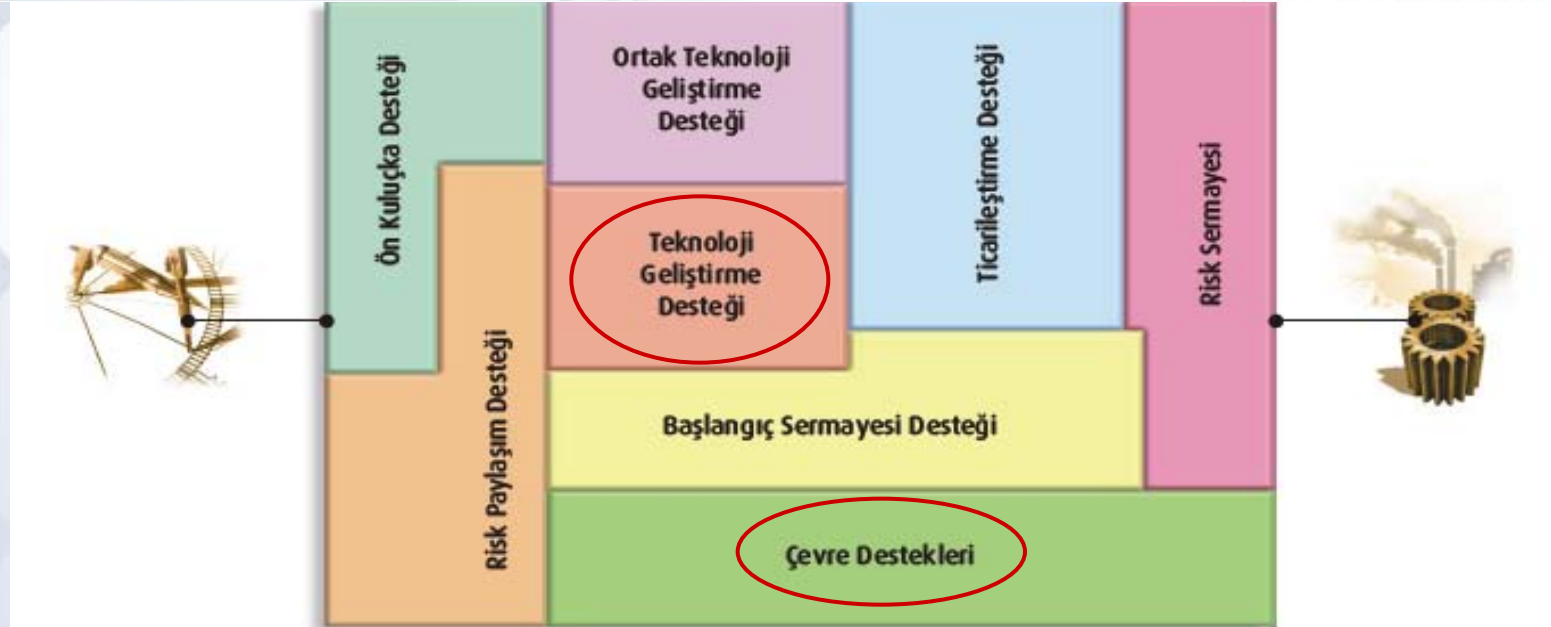 Ön Kuluçka Desteği
Risk Paylaşım Desteği
Ortak Teknoloji
Geliştirme
Desteği
Teknoloji
Geliştirme
Desteği
Ticarileştirme Desteği
Risk Sermayesi
Başlangıç Sermayesi Desteği
Çevre Destekleri